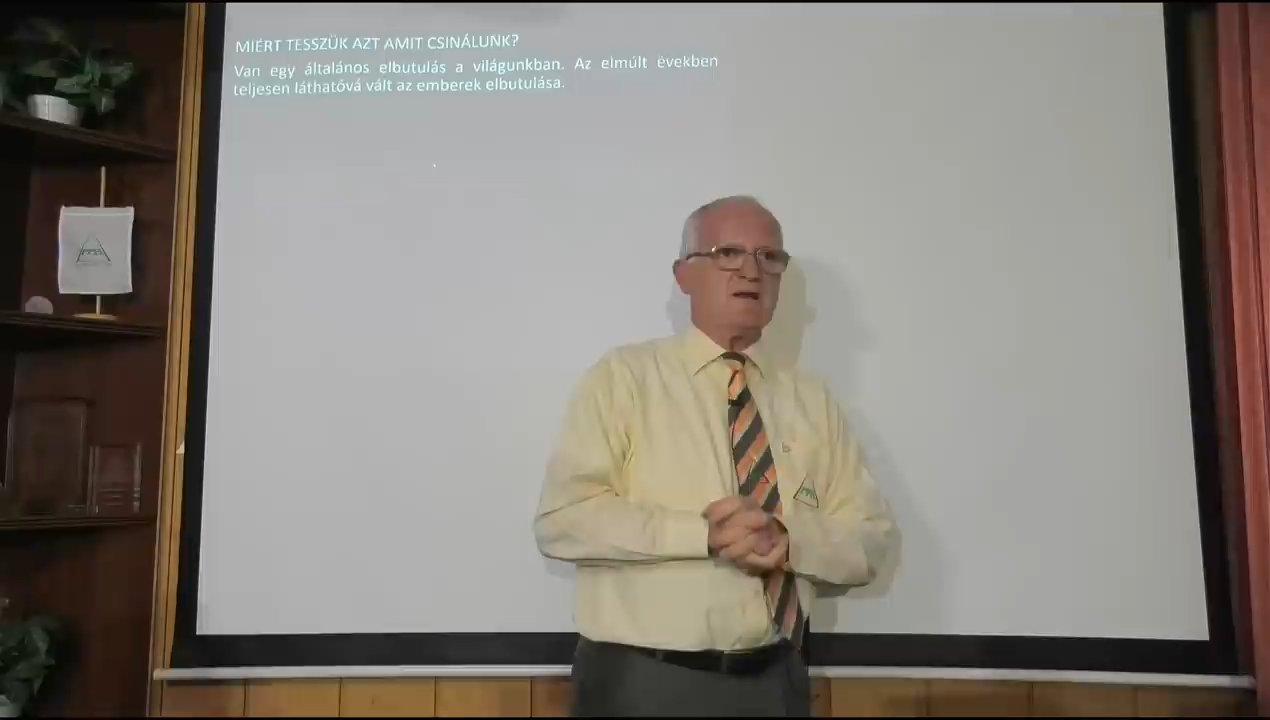 MIÉRT TESSZÜK AZT AMIT CSINÁLUNK?
Van egy általános elbutulás a világunkban. Az elmúlt években
teljesen láthatóvá vált az emberek elbutulása.